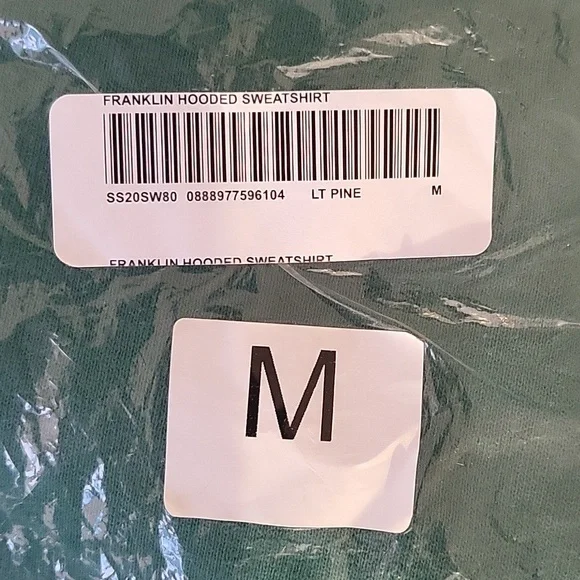 FRANKLIN HOODED SWEATSHIRT
SS20SW80 0888977596104 LT PINE M
FRANKLIN HOODED SWEATSHIRT
M